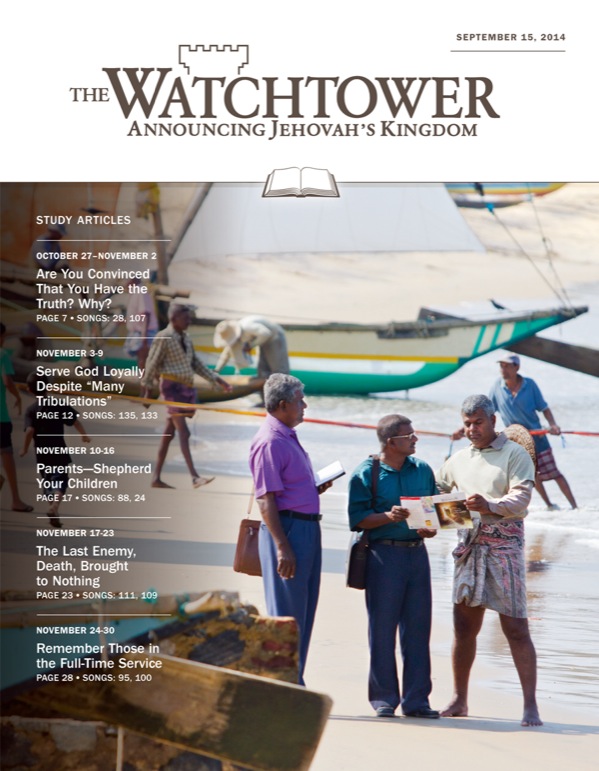 SEPTEMBER 15, 2014
THE WATCHTOWER
ANNOUNCING JEHOVAH'S KINGDOM
STUDY ARTICLES
OCTOBER 27–NOVEMBER 2
Are You Convinced
That You Have the
Truth? Why?
PAGE 7 • SONGS: 28, 107
NOVEMBER 3-9
Serve God Loyally
Despite “Many
Tribulations”
PAGE 12 • SONGS: 135, 133
NOVEMBER 10-16
Parents—Shepherd
Your Children
PAGE 17 • SONGS: 88, 24
NOVEMBER 17-23
The Last Enemy,
Death, Brought
to Nothing
PAGE 23 • SONGS: 111, 109
NOVEMBER 24-30
Remember Those in
the Full-Time Service
PAGE 28 • SONGS: 95, 100